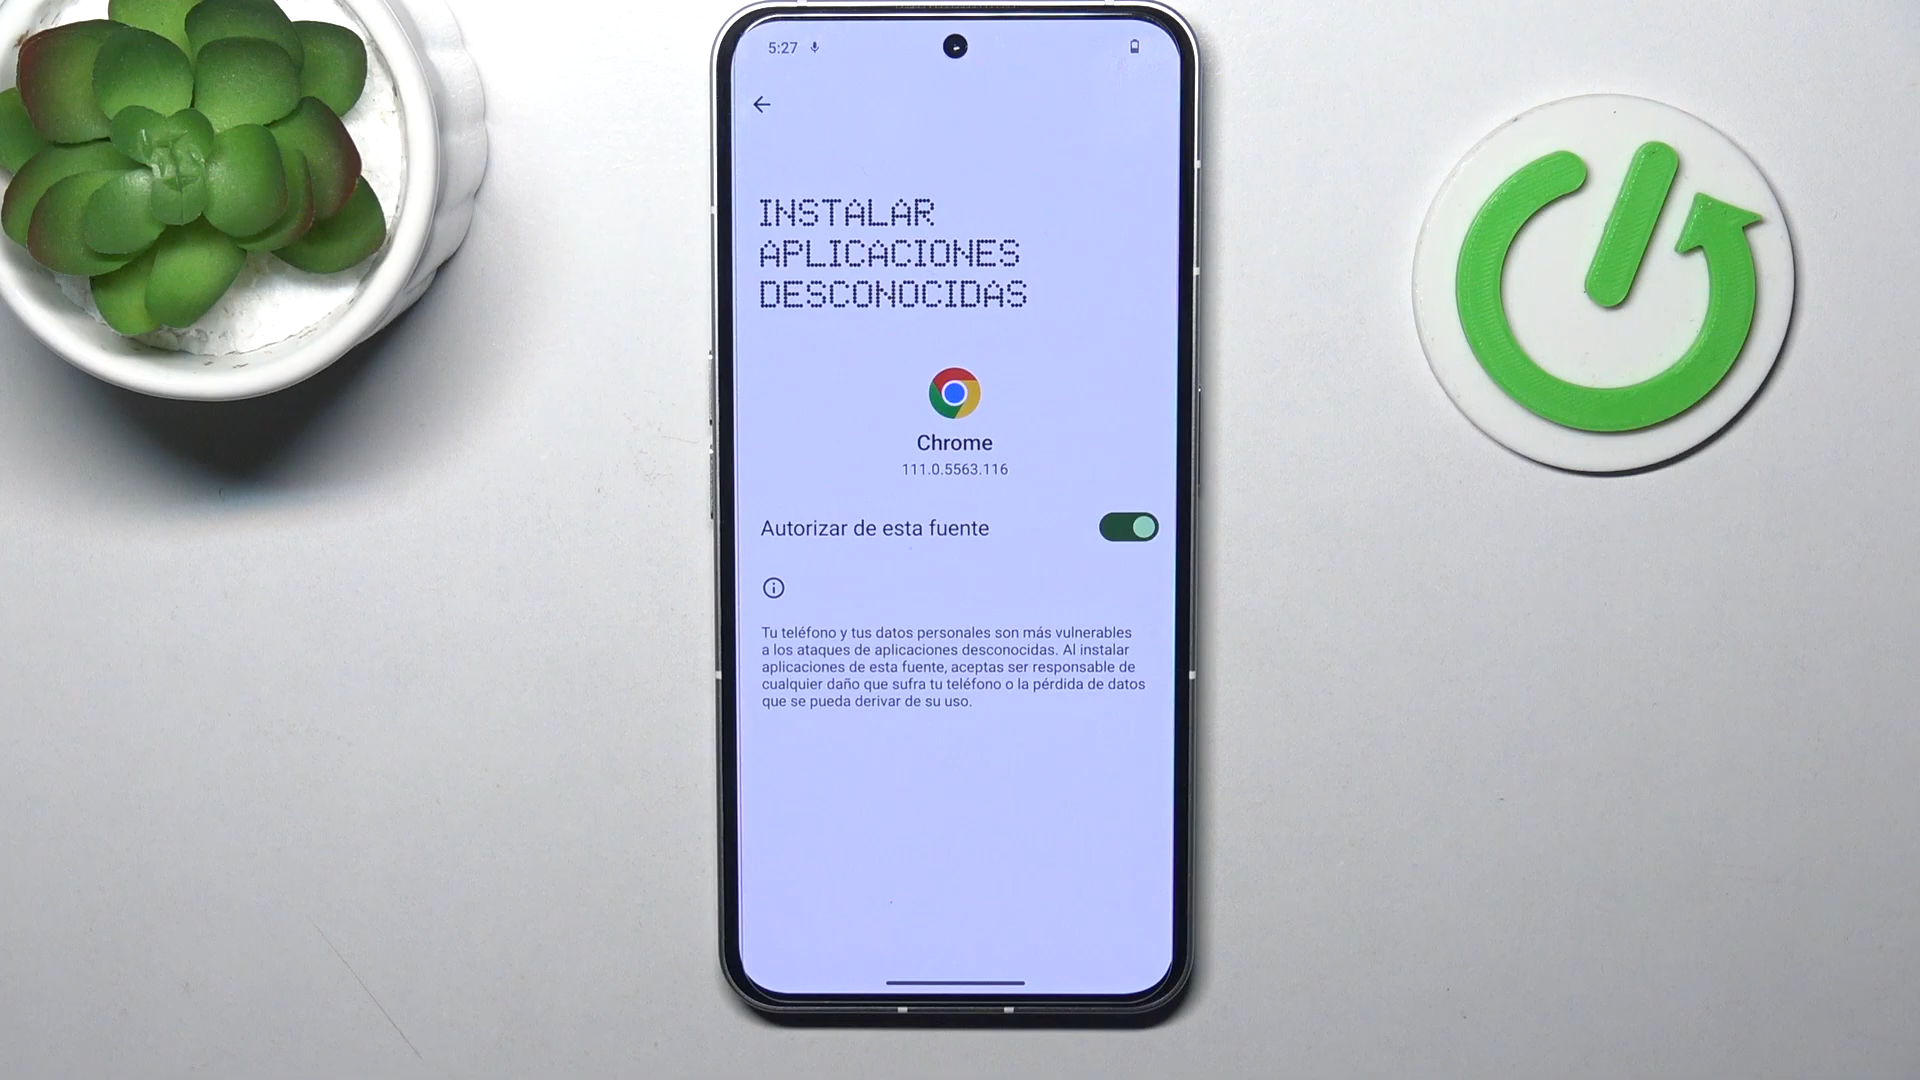 5:27
INSTALAR
APLICACIONES
DESCONOCIDAS
Chrome
111.0.5563.116
Autorizar de esta fuente
Tu teléfono y tus datos personales son más vulnerables
a los ataques de aplicaciones desconocidas. Al instalar
aplicaciones de esta fuente, aceptas ser responsable de
cualquier daño que sufra tu teléfono o la pérdida de datos
que se pueda derivar de su uso.